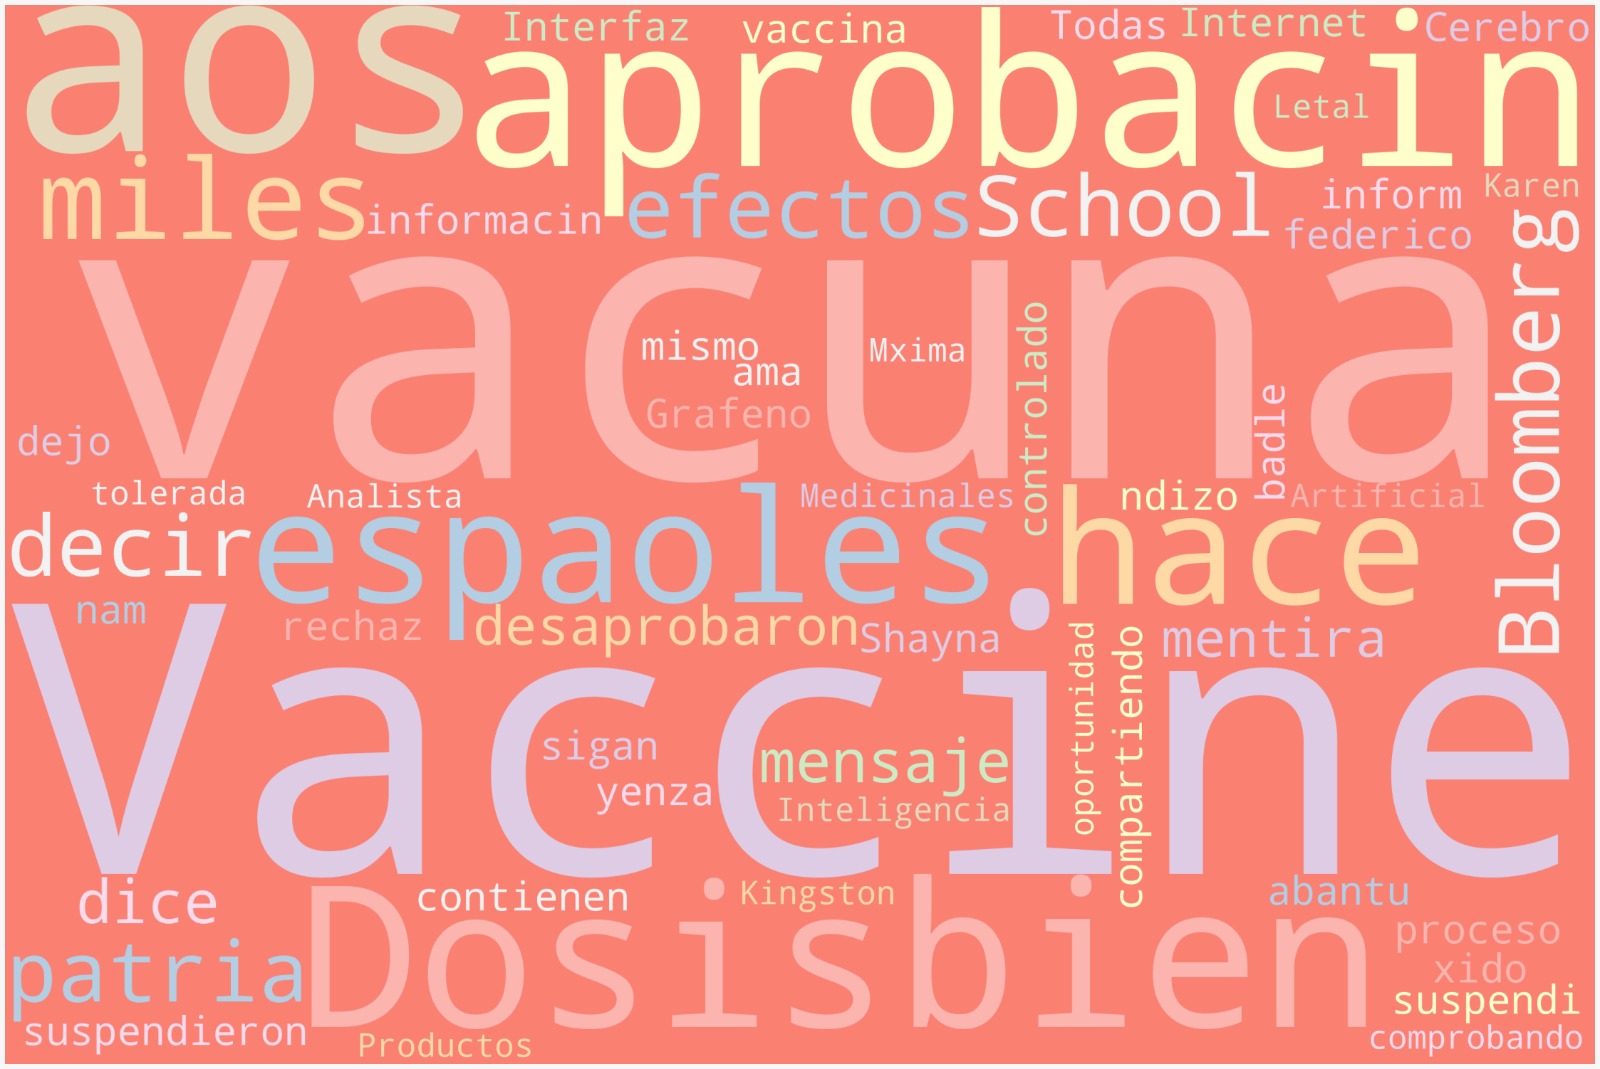 aos
Interfaz
vaccina
Todas
Internet
Cerebro
aprobacin
Letal
miles
informacin
efectos
School
inform
Karen
federico
Bloomberg
vacuna
mismo
ama
Mxima
Grafeno
controlado
badle
dejo
tolerada
Analista
Medicinales
ndizo
Artificial
decir
espaoles
hace
nam
rechaz
desaprobaron
Shayna
oportunidad
compartiendo
mentira
Vaccine
sigan
yenza
mensaje
Inteligencia
dice
contienen
Kingston
abantu
Dosisbien
proceso
xido
patria
suspendi
suspendieron
Productos
comprobando